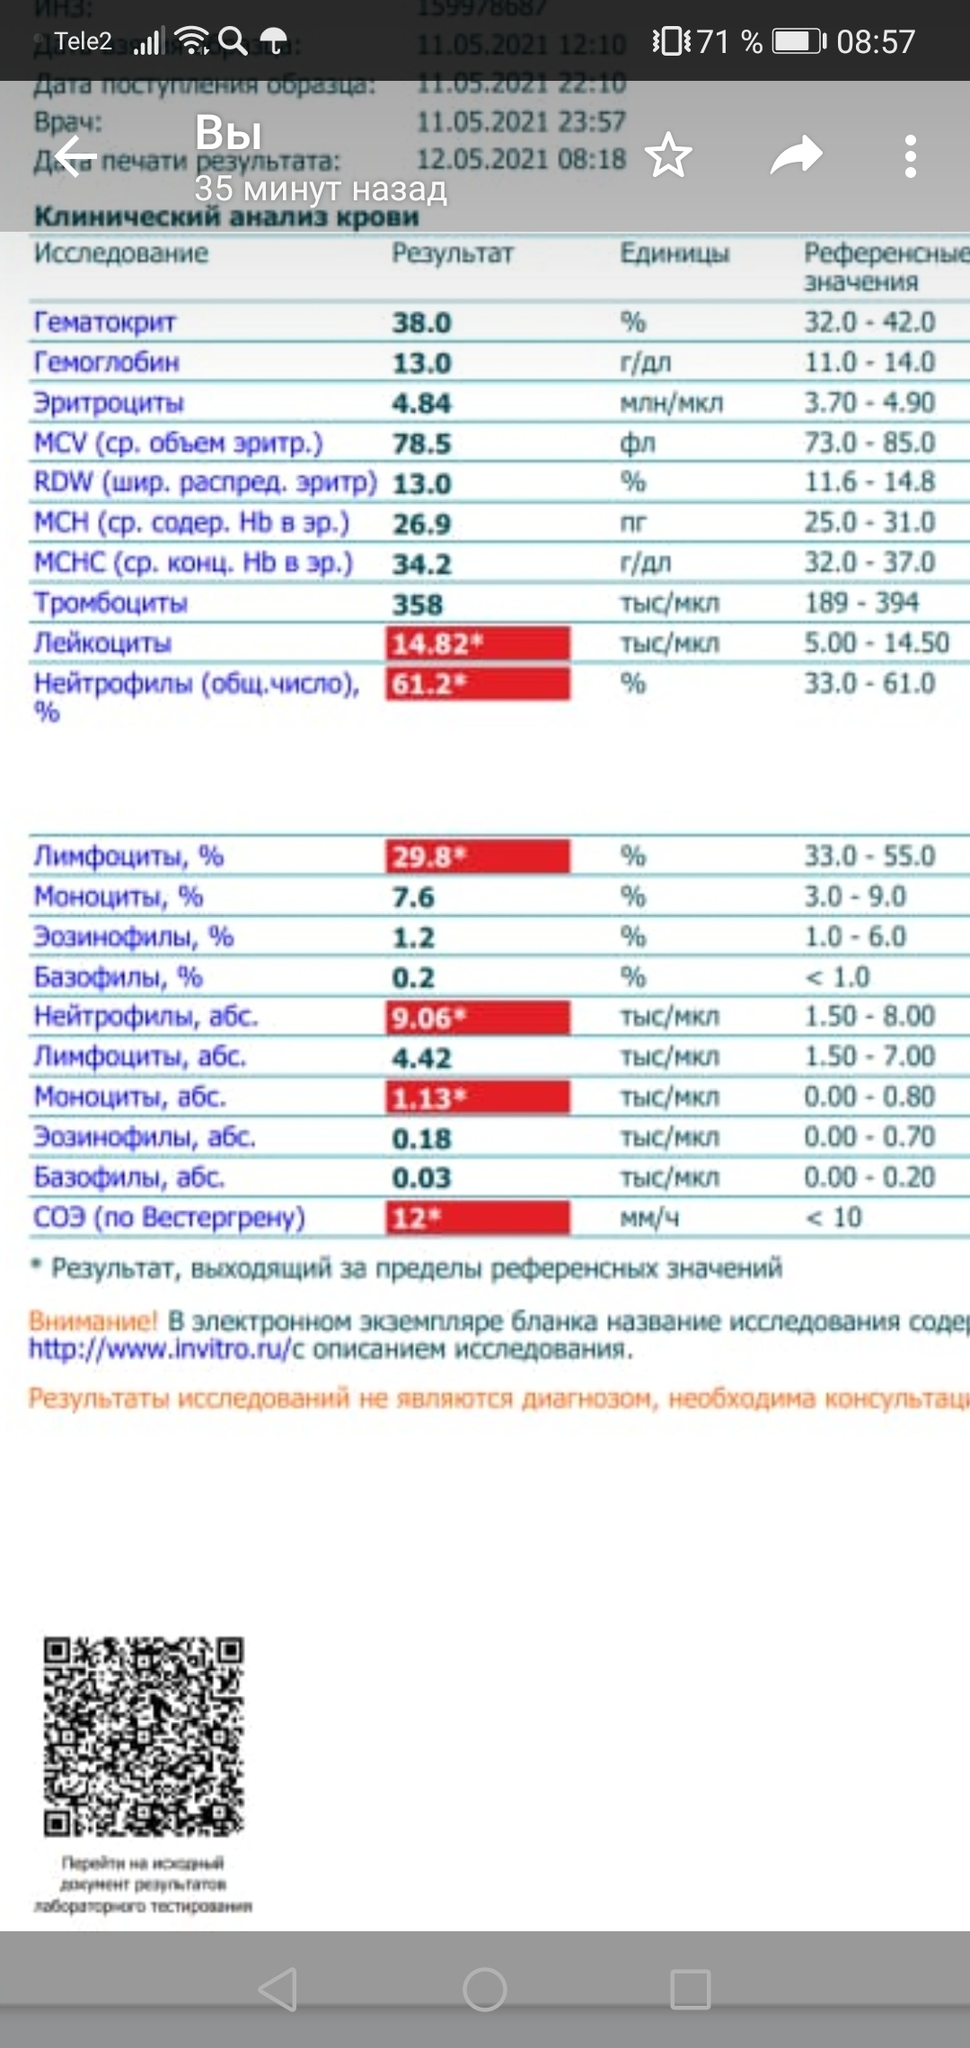 ИНЗ: 159978687
Tele2 71 % 08:57
11.05.2021 12:10
Дата поступления образца: 11.05.2021 22:10
Врач: 11.05.2021 23:57
Вы
Дата печати результата: 12.05.2021 08:18
35 минут назад
Клинический анализ крови
Исследование Результат Единицы Референсные
значения
Гематокрит 38.0 % 32.0 - 42.0
Гемоглобин 13.0 г/дл 11.0 - 14.0
Эритроциты 4.84 млн/мкл 3.70 - 4.90
MCV (ср. объем эритр.) 78.5 фл 73.0 - 85.0
RDW (шир. распред. эритр) 13.0 % 11.6 - 14.8
MCH (ср. содер. Hb в эр.) 26.9 пг 25.0 - 31.0
MCHC (ср. конц. Hb в эр.) 34.2 г/дл 32.0 - 37.0
Тромбоциты 358 тыс/мкл 189 - 394
Лейкоциты 14.82* тыс/мкл 5.00 - 14.50
Нейтрофилы (общ.число), 61.2* % 33.0 - 61.0
%
Лимфоциты, % 29.8* % 33.0 - 55.0
Моноциты, % 7.6 % 3.0 - 9.0
Эозинофилы, % 1.2 % 1.0 - 6.0
Базофилы, % 0.2 % < 1.0
Нейтрофилы, абс. 9.06* тыс/мкл 1.50 - 8.00
Лимфоциты, абс. 4.42 тыс/мкл 1.50 - 7.00
Моноциты, абс. 1.13* тыс/мкл 0.00 - 0.80
Эозинофилы, абс. 0.18 тыс/мкл 0.00 - 0.70
Базофилы, абс. 0.03 тыс/мкл 0.00 - 0.20
СОЭ (по Вестергрену) 12* мм/ч < 10
* Результат, выходящий за пределы референсных значений
Внимание! В электронном экземпляре бланка название исследования содер
http://www.invitro.ru/с описанием исследования.
Результаты исследований не являются диагнозом, необходима консультаци
Перейти на исходный
документ результатов
лабораторного тестирования